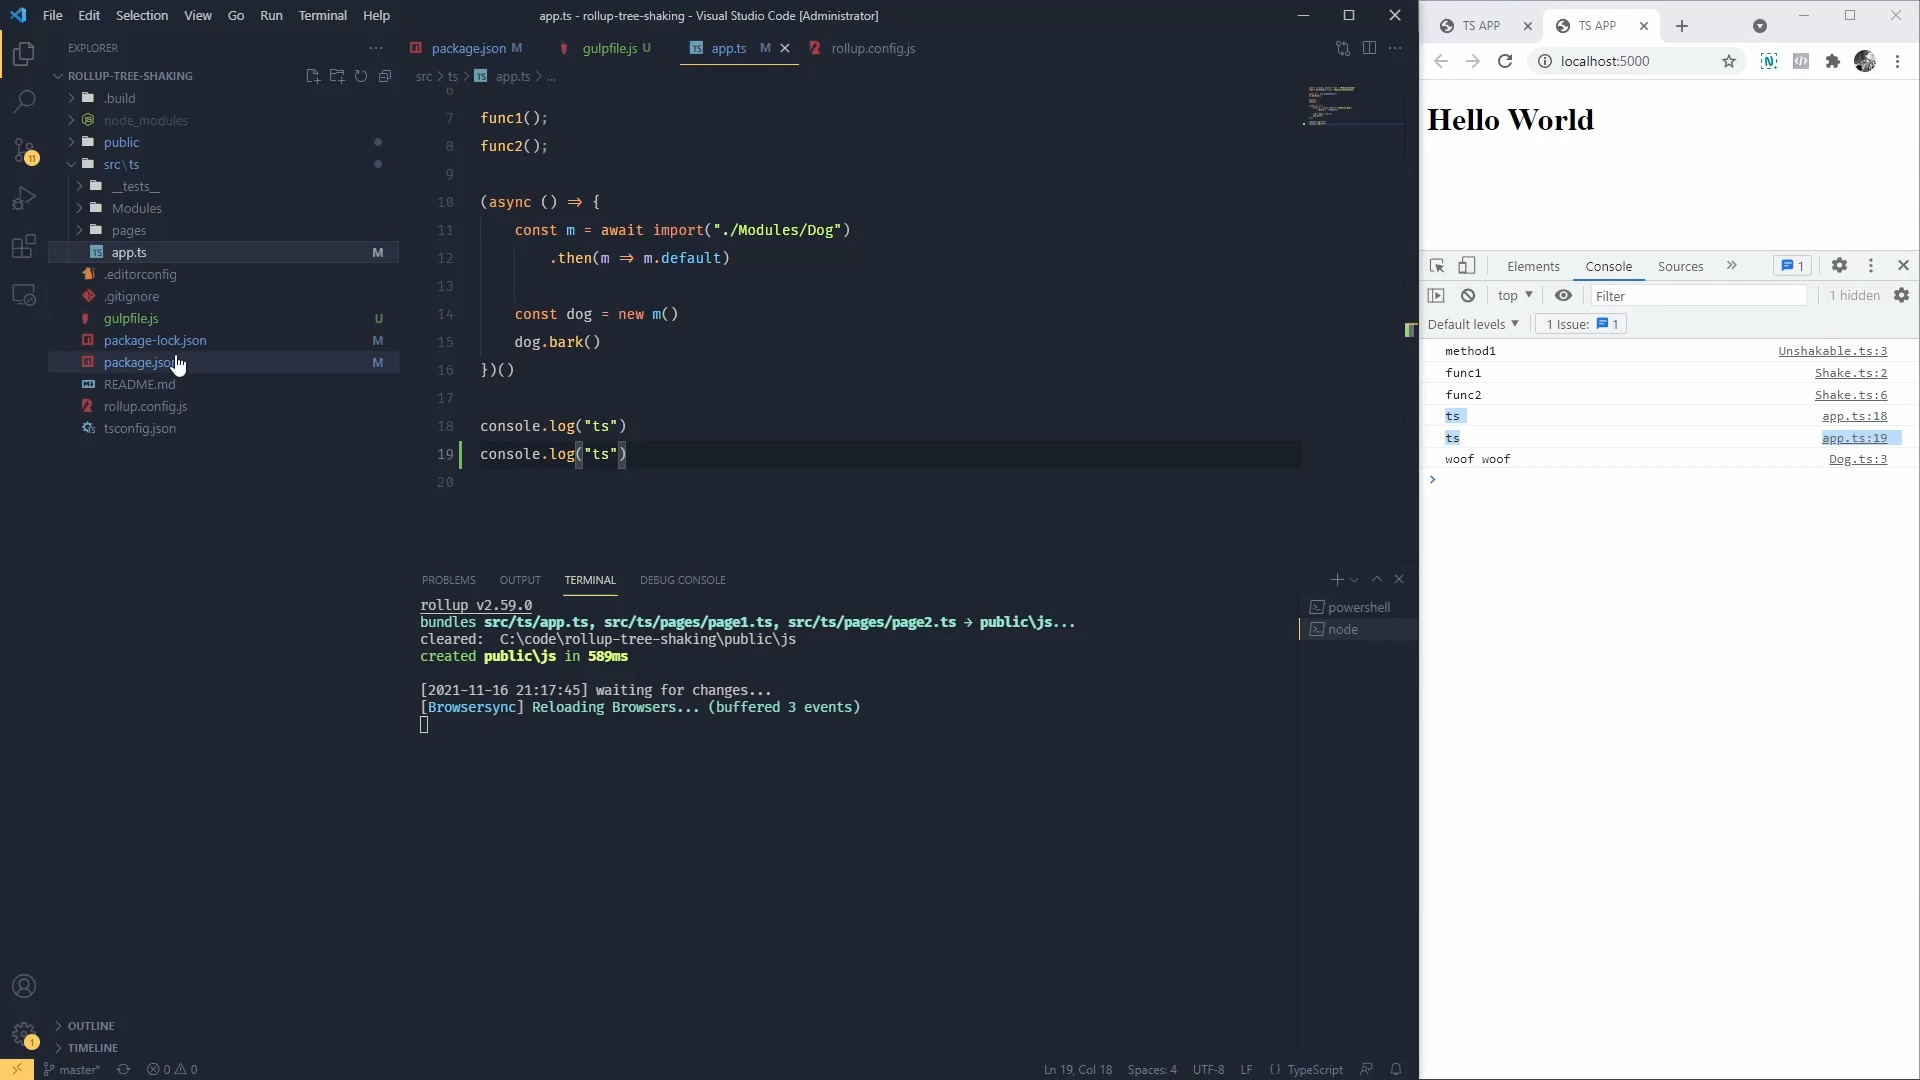 File Edit Selection View Go Run Terminal Help
app.ts - rollup-tree-shaking - Visual Studio Code [Administrator]
EXPLORER
ROLLUP-TREE-SHAKING
.build
node_modules
public
src\ts
__tests__
Modules
pages
app.ts M
.editorconfig
.gitignore
gulpfile.js U
package-lock.json M
package.json M
README.md
rollup.config.js
tsconfig.json
11
OUTLINE
TIMELINE
1
package.json M
gulpfile.js U
app.ts M
rollup.config.js
src > ts > TS app.ts > ...
6
7 func1();
8 func2();
9
10 (async () => {
11 const m = await import("./Modules/Dog")
12 .then(m => m.default)
13
14 const dog = new m()
15 dog.bark()
16 })()
17
18 console.log("ts")
19 console.log("ts")
20
PROBLEMS OUTPUT TERMINAL DEBUG CONSOLE
rollup v2.59.0
bundles src/ts/app.ts, src/ts/pages/page1.ts, src/ts/pages/page2.ts → public\js...
cleared: C:\code\rollup-tree-shaking\public\js
created public\js in 589ms
[2021-11-16 21:17:45] waiting for changes...
[Browsersync] Reloading Browsers... (buffered 3 events)
powershell
node
master* 0 0
Ln 19, Col 18 Spaces: 4 UTF-8 LF {} TypeScript
TS APP
TS APP
localhost:5000
Hello World
Elements Console Sources » 1
top Filter 1 hidden
Default levels 1 Issue: 1
method1 Unshakable.ts:3
func1 Shake.ts:2
func2 Shake.ts:6
ts app.ts:18
ts app.ts:19
woof woof Dog.ts:3